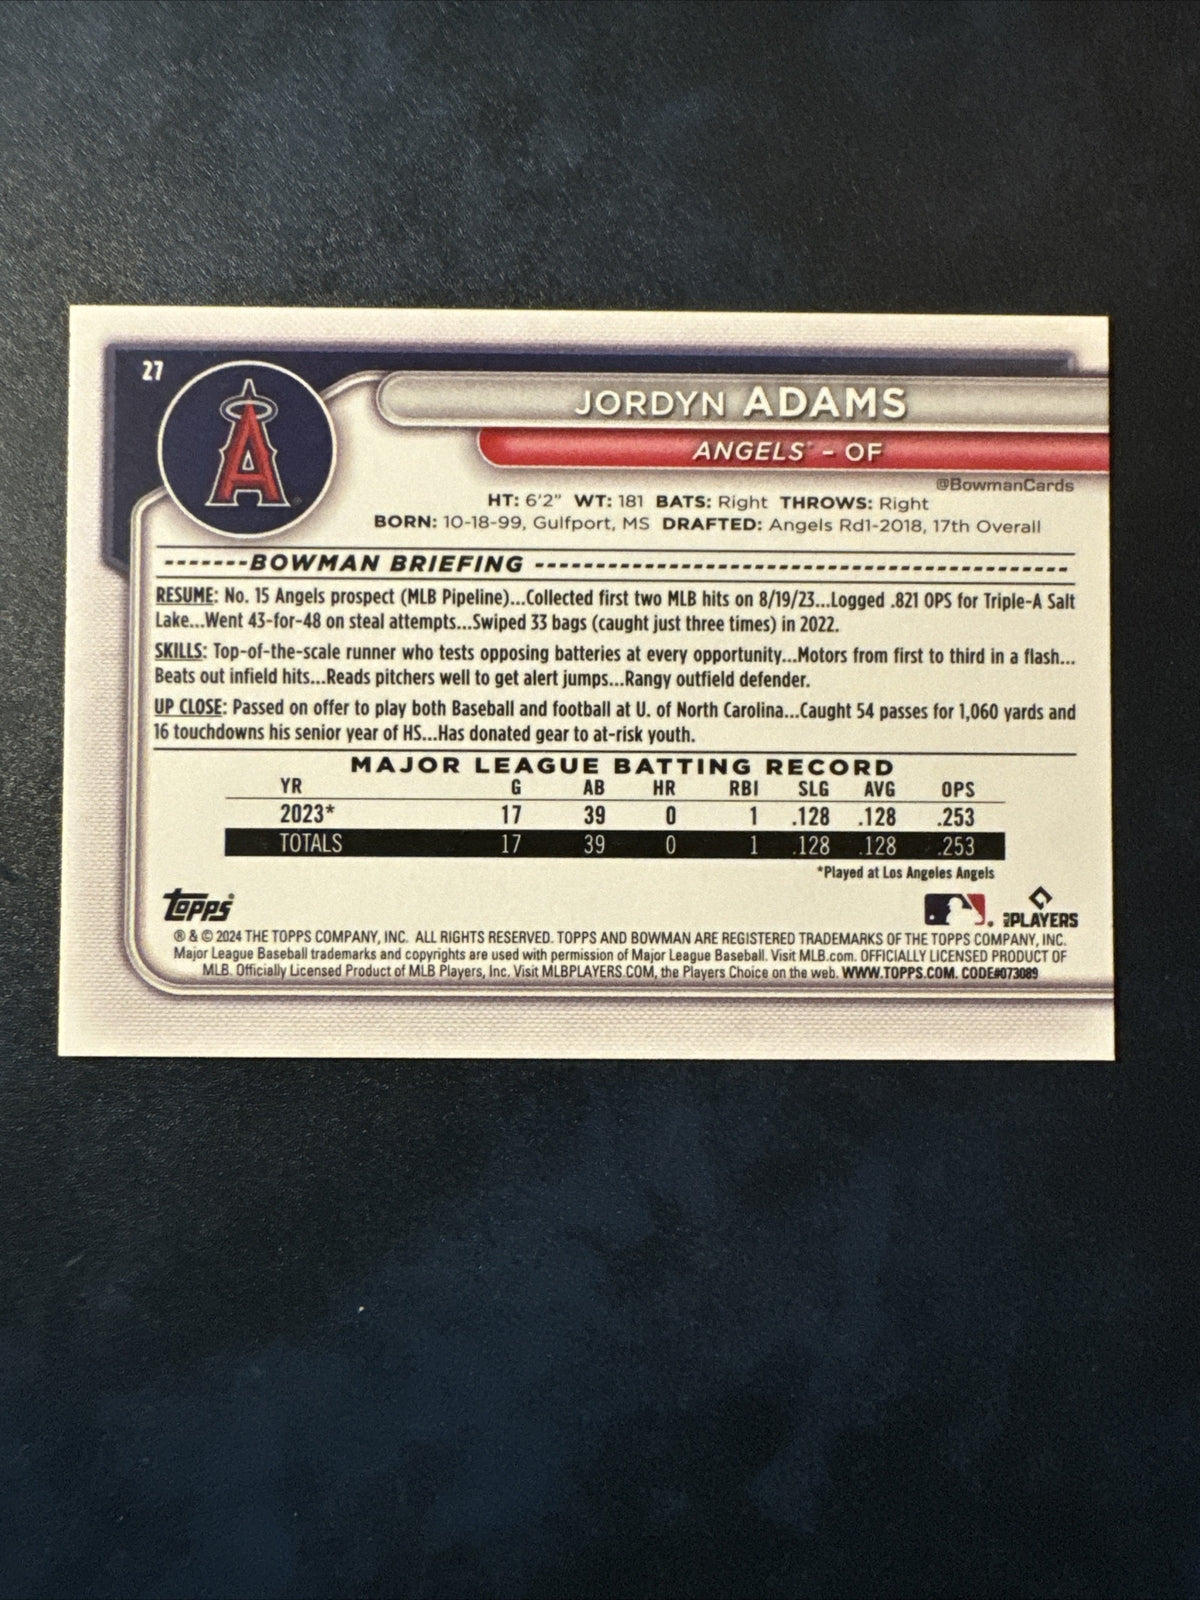 27
A
JORDYN ADAMS
ANGELS - OF
@BowmanCards
HT: 6'2" WT: 181 BATS: Right THROWS: Right
BORN: 10-18-99, Gulfport, MS DRAFTED: Angels Rd1-2018, 17th Overall
-------BOWMAN BRIEFING --------------------------------------------
RESUME: No. 15 Angels prospect (MLB Pipeline)...Collected first two MLB hits on 8/19/23...Logged .821 OPS for Triple-A Salt
Lake...Went 43-for-48 on steal attempts...Swiped 33 bags (caught just three times) in 2022.
SKILLS: Top-of-the-scale runner who tests opposing batteries at every opportunity...Motors from first to third in a flash...
Beats out infield hits...Reads pitchers well to get alert jumps...Rangy outfield defender.
UP CLOSE: Passed on offer to play both Baseball and football at U. of North Carolina...Caught 54 passes for 1,060 yards and
16 touchdowns his senior year of HS...Has donated gear to at-risk youth.
MAJOR LEAGUE BATTING RECORD
YR G AB HR RBI SLG AVG OPS
2023* 17 39 0 1 .128 .128 .253
TOTALS 17 39 0 1 .128 .128 .253
*Played at Los Angeles Angels
Topps®
MLB PLAYERS
® & © 2024 THE TOPPS COMPANY, INC. ALL RIGHTS RESERVED. TOPPS AND BOWMAN ARE REGISTERED TRADEMARKS OF THE TOPPS COMPANY, INC.
Major League Baseball trademarks and copyrights are used with permission of Major League Baseball. Visit MLB.com. OFFICIALLY LICENSED PRODUCT OF
MLB. Officially Licensed Product of MLB Players, Inc. Visit MLBPLAYERS.COM, the Players Choice on the web. WWW.TOPPS.COM. CODE#073089